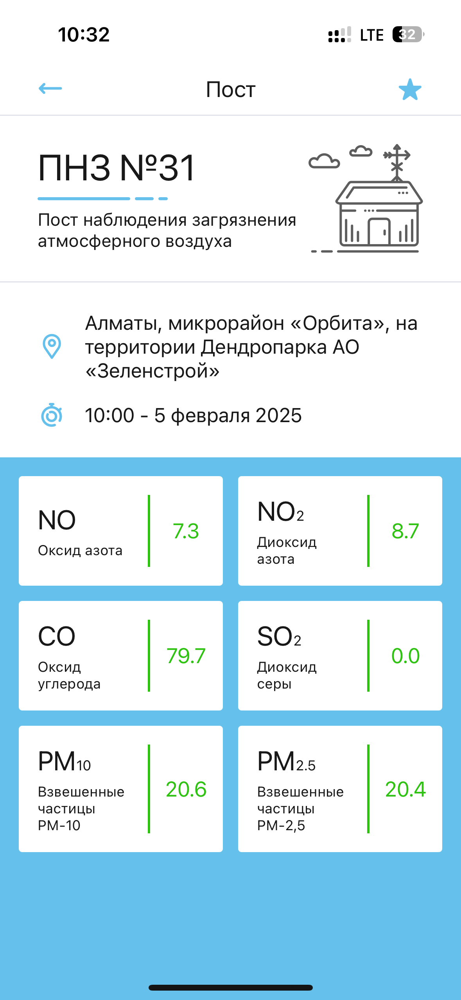 10:32 LTE 32
Пост
ПНЗ №31
Пост наблюдения загрязнения
атмосферного воздуха
Алматы, микрорайон «Орбита», на
территории Дендропарка АО
«Зеленстрой»
10:00 - 5 февраля 2025
NO
Оксид азота
7.3
NO₂
Диоксид
азота
8.7
CO
Оксид
углерода
79.7
SO₂
Диоксид
серы
0.0
PM₁₀
Взвешенные
частицы
PM-10
20.6
PM₂.₅
Взвешенные
частицы
PM-2,5
20.4